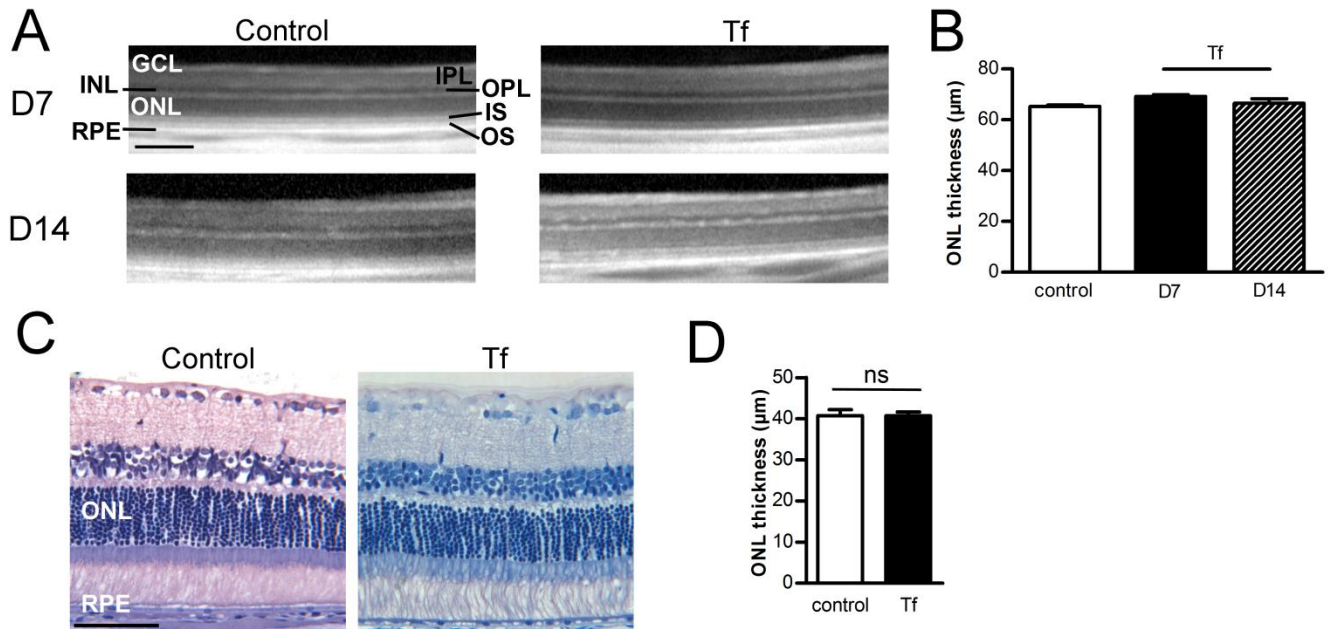 A
Control
Tf
D7
GCL
INL
IPL
OPL
ONL
IS
RPE
OS
D14
B
Tf
ONL thickness (µm)
80
60
40
20
0
control
D7
D14
C
Control
Tf
ONL
RPE
D
ns
ONL thickness (µm)
50
40
30
20
10
0
control
Tf